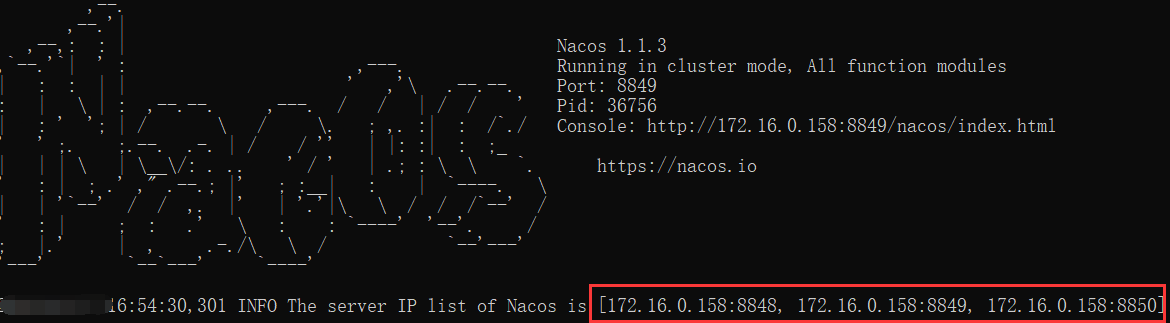 Nacos 1.1.3
Running in cluster mode, All function modules
Port: 8849
Pid: 36756
Console: http://172.16.0.158:8849/nacos/index.html
https://nacos.io
6:54:30,301 INFO The server IP list of Nacos is [172.16.0.158:8848, 172.16.0.158:8849, 172.16.0.158:8850]